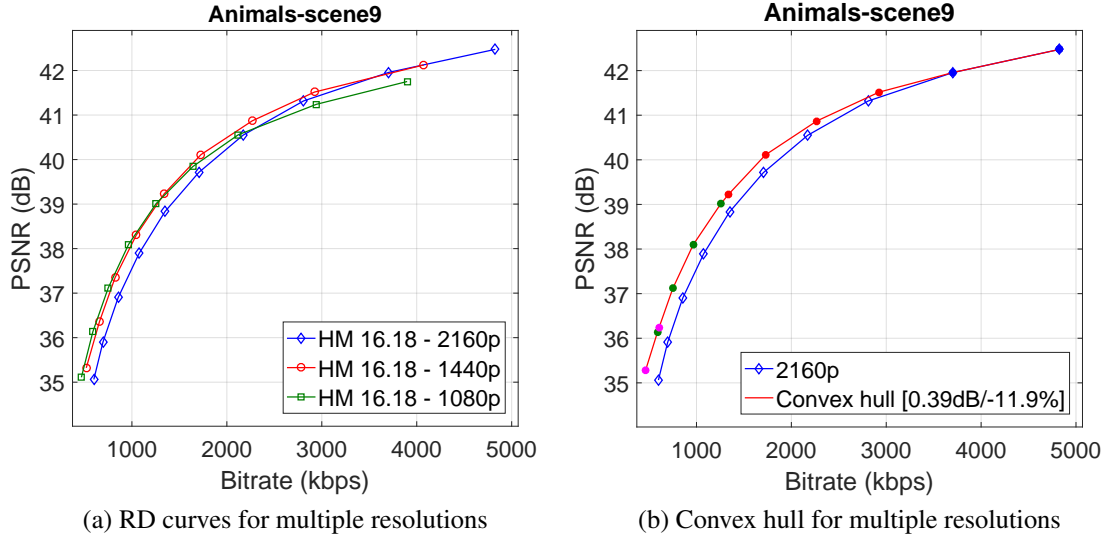 Animals-scene9
42
41
40
39
38
37
36
35
PSNR (dB)
HM 16.18 - 2160p
HM 16.18 - 1440p
HM 16.18 - 1080p
1000 2000 3000 4000 5000
Bitrate (kbps)
(a) RD curves for multiple resolutions
Animals-scene9
42
41
40
39
38
37
36
35
PSNR (dB)
2160p
Convex hull [0.39dB/-11.9%]
1000 2000 3000 4000 5000
Bitrate (kbps)
(b) Convex hull for multiple resolutions